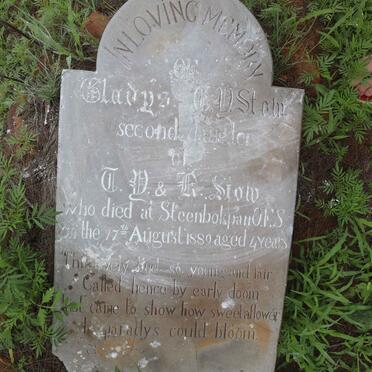 IN LOVING MEMORY
OF
Gladys
second daughter
of
T. D. & K. Stow
who died at Steenbokpan O.F.S
on the 17th August 1889 aged 4 years
This lovely bud so young and fair
Called hence by early doom
Just came to show how sweet a flower
In paradys could bloom.